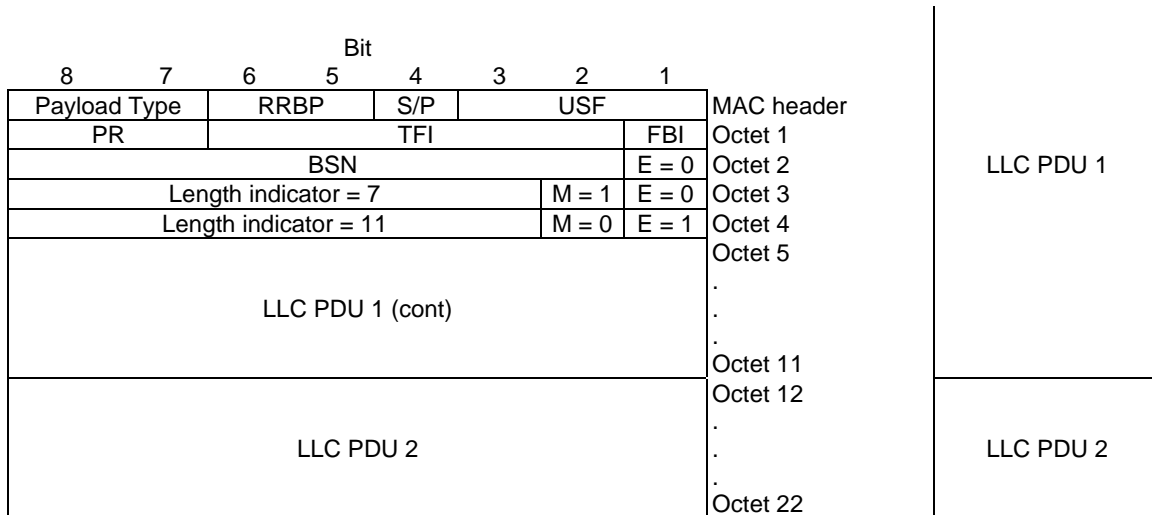 Bit
8 7 6 5 4 3 2 1
Payload Type RRBP S/P USF MAC header
PR TFI FBI Octet 1
BSN E = 0 Octet 2 LLC PDU 1
Length indicator = 7 M = 1 E = 0 Octet 3
Length indicator = 11 M = 0 E = 1 Octet 4
Octet 5
.
LLC PDU 1 (cont) .
.
Octet 11
Octet 12
.
LLC PDU 2 . LLC PDU 2
.
Octet 22